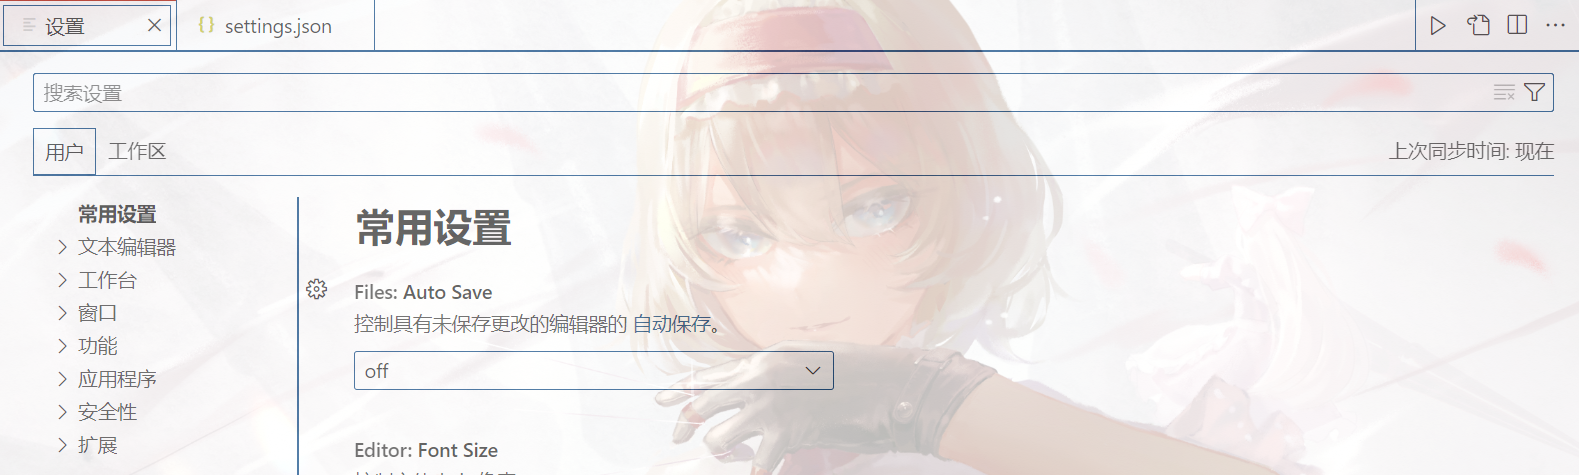 设置
settings.json
搜索设置
用户 工作区
上次同步时间: 现在
常用设置
文本编辑器
工作台
窗口
功能
应用程序
安全性
扩展
常用设置
Files: Auto Save
控制具有未保存更改的编辑器的 自动保存。
off
Editor: Font Size